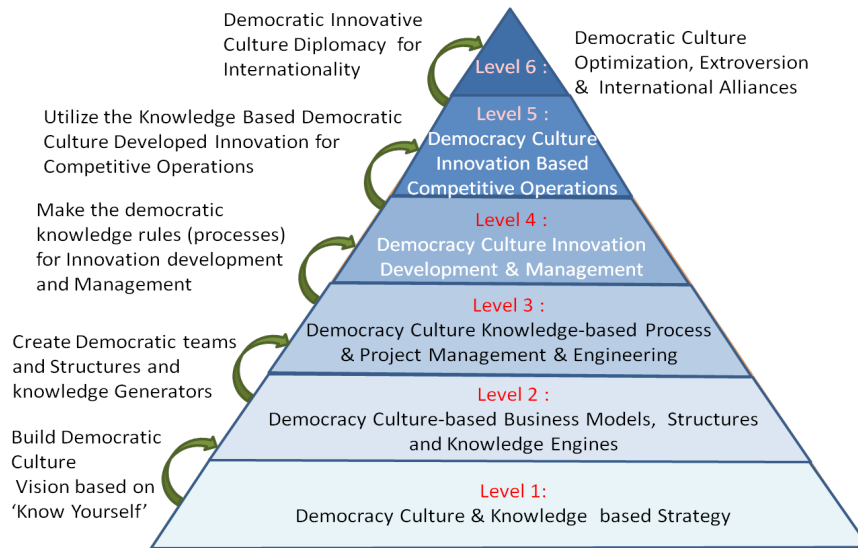 Democratic Innovative
Culture Diplomacy for
Internationality
Level 6 :
Democratic Culture
Optimization, Extroversion
& International Alliances
Utilize the Knowledge Based Democratic
Culture Developed Innovation for
Competitive Operations
Level 5 :
Democracy Culture
Innovation Based
Competitive Operations
Make the democratic
knowledge rules (processes)
for Innovation development
and Management
Level 4 :
Democracy Culture Innovation
Development & Management
Create Democratic teams
and Structures and
knowledge Generators
Level 3 :
Democracy Culture Knowledge-based Process
& Project Management & Engineering
Build Democratic
Culture
Vision based on
‘Know Yourself’
Level 2 :
Democracy Culture-based Business Models, Structures
and Knowledge Engines
Level 1:
Democracy Culture & Knowledge based Strategy